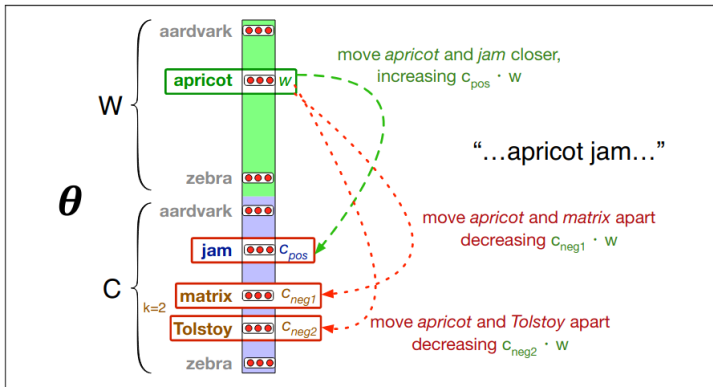 aardvark
move apricot and jam closer,
increasing c_pos · w
apricot w
W
“...apricot jam...”
zebra
θ
aardvark
move apricot and matrix apart
decreasing c_neg1 · w
jam c_pos
C
matrix c_neg1
k=2
Tolstoy c_neg2
move apricot and Tolstoy apart
decreasing c_neg2 · w
zebra